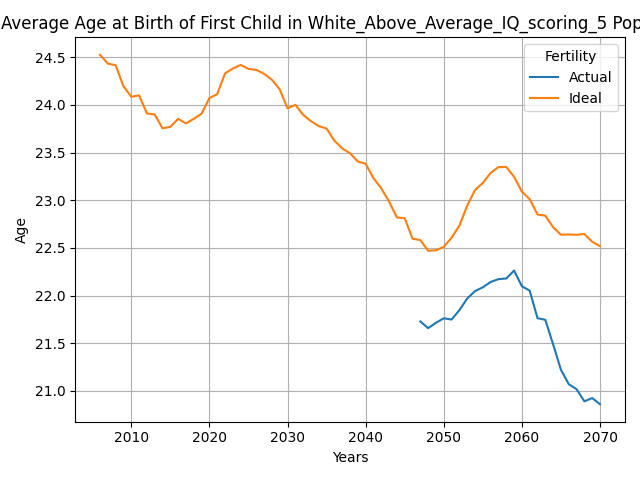 Average Age at Birth of First Child in White_Above_Average_IQ_scoring_5 Pop
Fertility
Actual
Ideal
24.5
24.0
23.5
23.0
22.5
22.0
21.5
21.0
Age
2010 2020 2030 2040 2050 2060 2070
Years